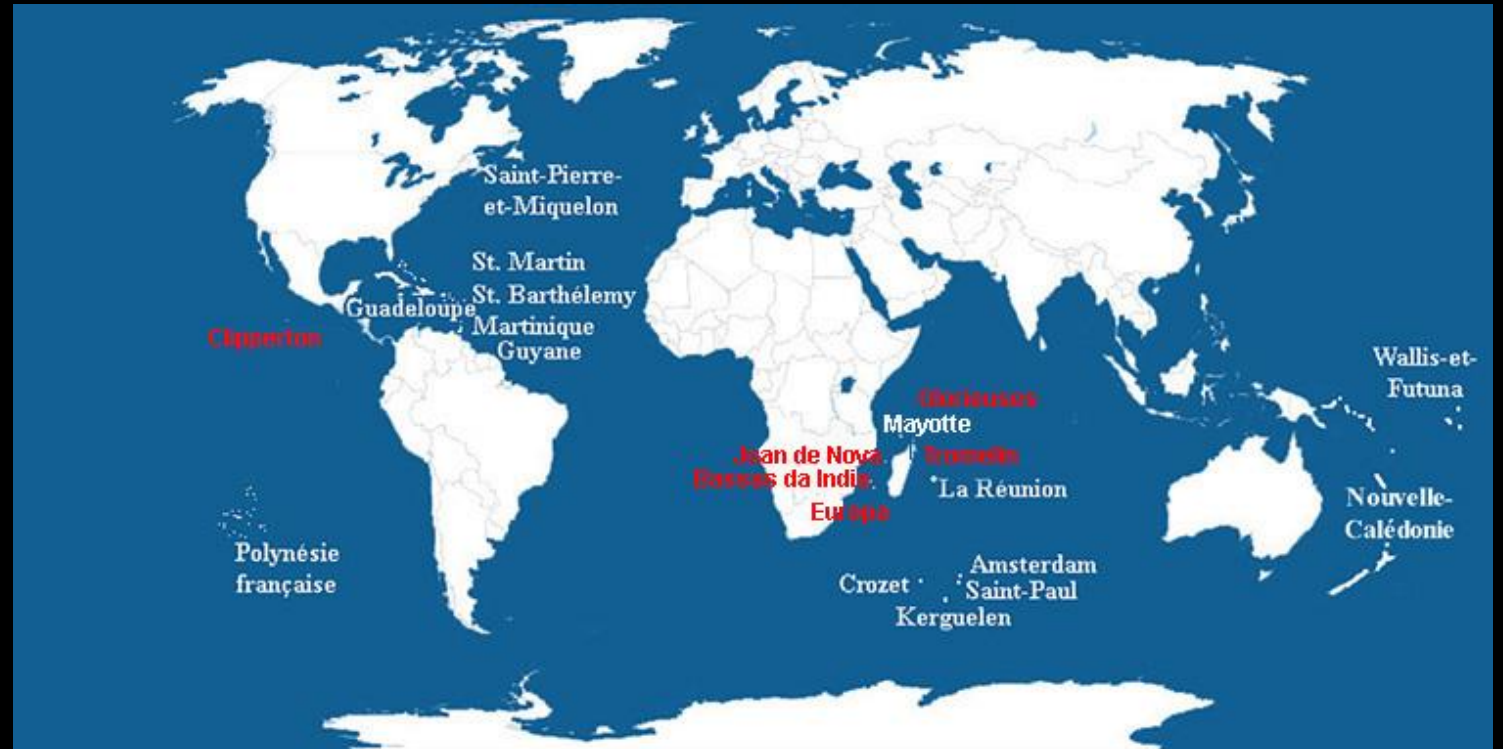 Saint-Pierre-
et-Miquelon
St. Martin
St. Barthélemy
Guadeloupe
Martinique
Guyane
Clipperton
Wallis-et-
Futuna
Glorieuses
Mayotte
Juan de Nova
Tromelin
Bassas da India
La Réunion
Europa
Nouvelle-
Calédonie
Polynésie
française
Amsterdam
Crozet
Saint-Paul
Kerguelen